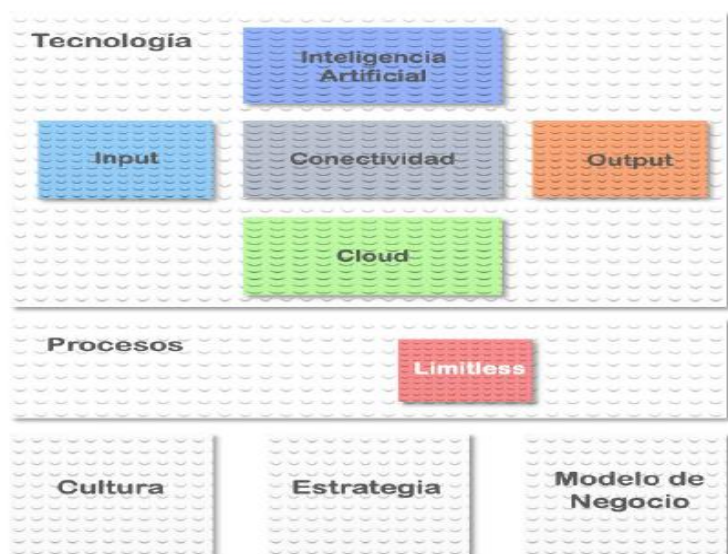 Tecnología
Inteligencia
Artificial
Input
Conectividad
Output
Cloud
Procesos
Limitless
Cultura
Estrategia
Modelo de
Negocio